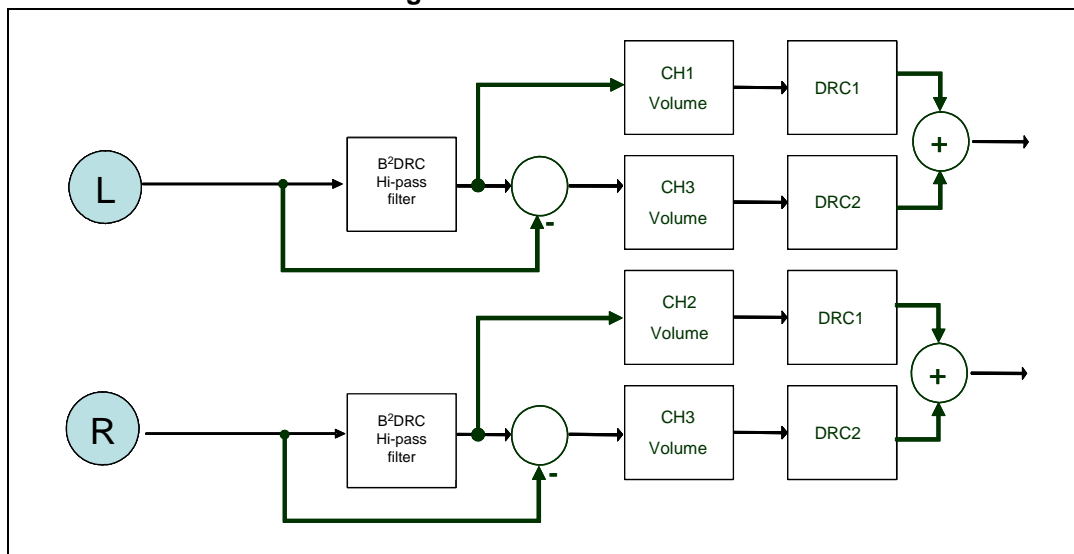 g
L
B²DRC
Hi-pass
filter
-
CH1
Volume
DRC1
CH3
Volume
DRC2
+
R
B²DRC
Hi-pass
filter
-
CH2
Volume
DRC1
CH3
Volume
DRC2
+